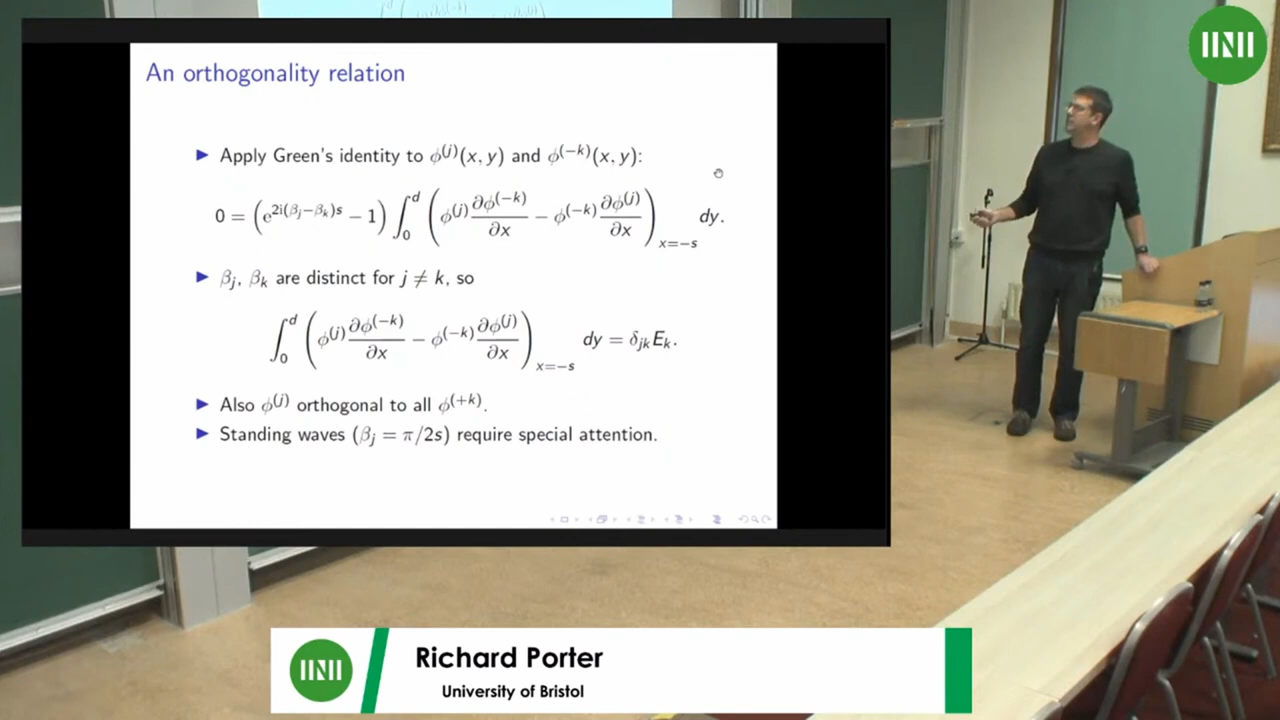 An orthogonality relation
▶ Apply Green's identity to ϕ^(j)(x, y) and ϕ^(−k)(x, y):
0 = (e^{2i(β_j−β_k)s} − 1) ∫_0^d (ϕ^(j) ∂ϕ^(−k)/∂x − ϕ^(−k) ∂ϕ^(j)/∂x)_{x=−s} dy.
▶ β_j, β_k are distinct for j ≠ k, so
∫_0^d (ϕ^(j) ∂ϕ^(−k)/∂x − ϕ^(−k) ∂ϕ^(j)/∂x)_{x=−s} dy = δ_{jk}E_k.
▶ Also ϕ^(j) orthogonal to all ϕ^(+k).
▶ Standing waves (β_j = π/2s) require special attention.
Richard Porter
University of Bristol